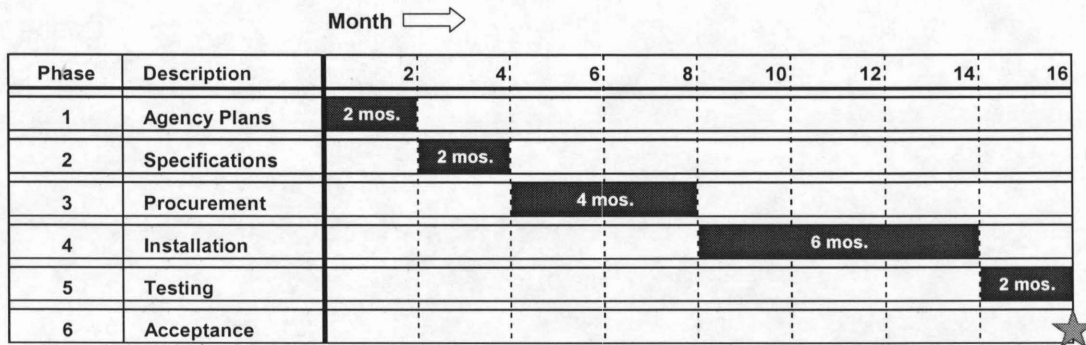 Month
Phase Description 2 4 6 8 10 12 14 16
1 Agency Plans 2 mos.
2 Specifications 2 mos.
3 Procurement 4 mos.
4 Installation 6 mos.
5 Testing 2 mos.
6 Acceptance